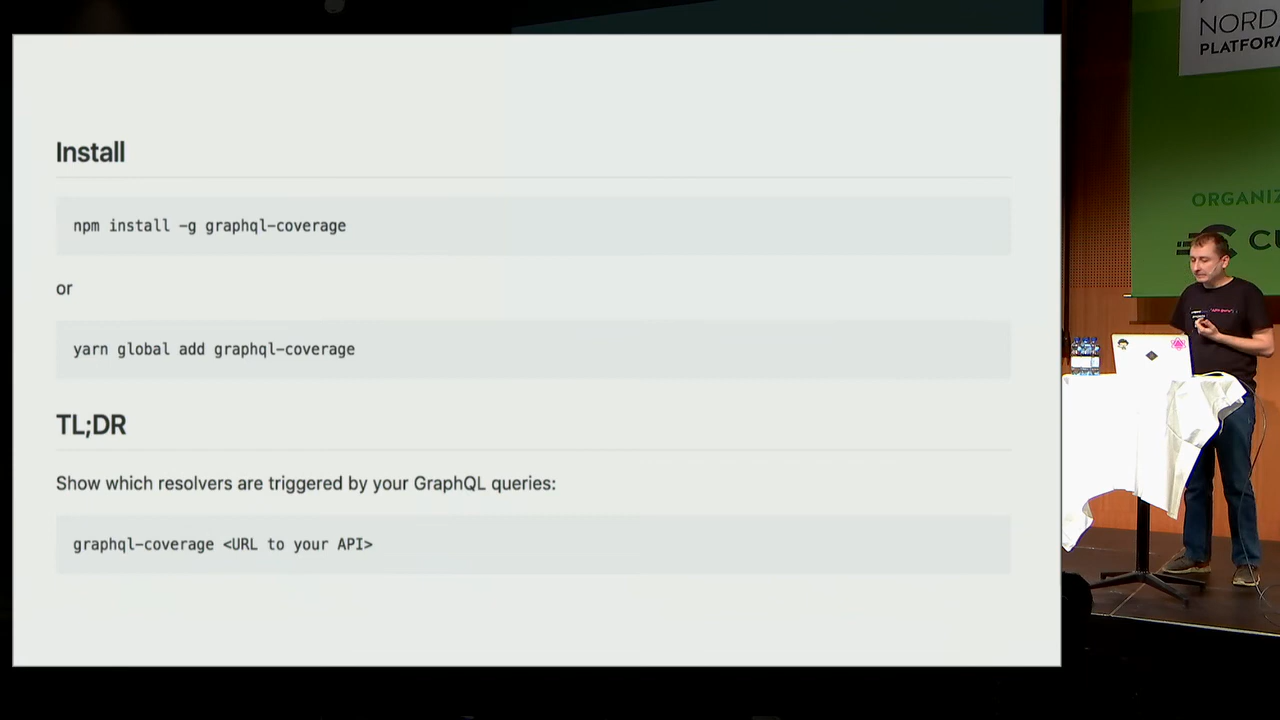 Install
npm install -g graphql-coverage
or
yarn global add graphql-coverage
TL;DR
Show which resolvers are triggered by your GraphQL queries:
graphql-coverage <URL to your API>
NORD
PLATFOR
ORGANIZ